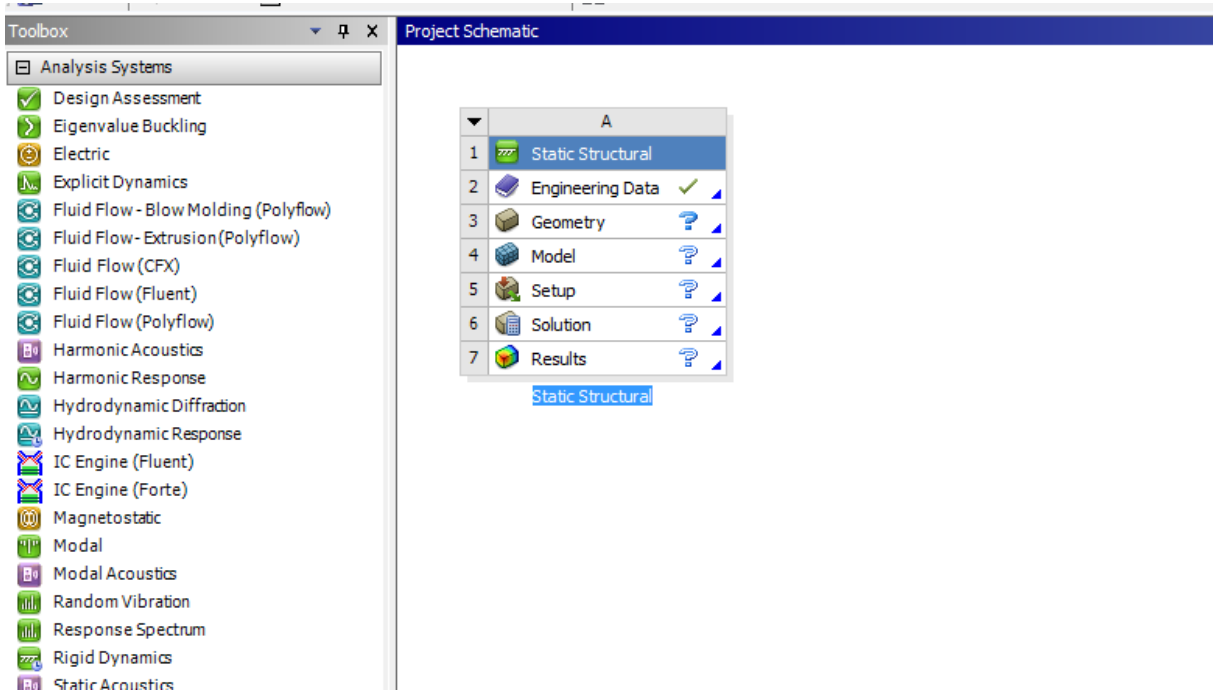 Toolbox
Project Schematic
Analysis Systems
Design Assessment
Eigenvalue Buckling
Electric
Explicit Dynamics
Fluid Flow - Blow Molding (Polyflow)
Fluid Flow - Extrusion (Polyflow)
Fluid Flow (CFX)
Fluid Flow (Fluent)
Fluid Flow (Polyflow)
Harmonic Acoustics
Harmonic Response
Hydrodynamic Diffraction
Hydrodynamic Response
IC Engine (Fluent)
IC Engine (Forte)
Magnetostatic
Modal
Modal Acoustics
Random Vibration
Response Spectrum
Rigid Dynamics
Static Acoustics
A
1 Static Structural
2 Engineering Data
3 Geometry
4 Model
5 Setup
6 Solution
7 Results
Static Structural